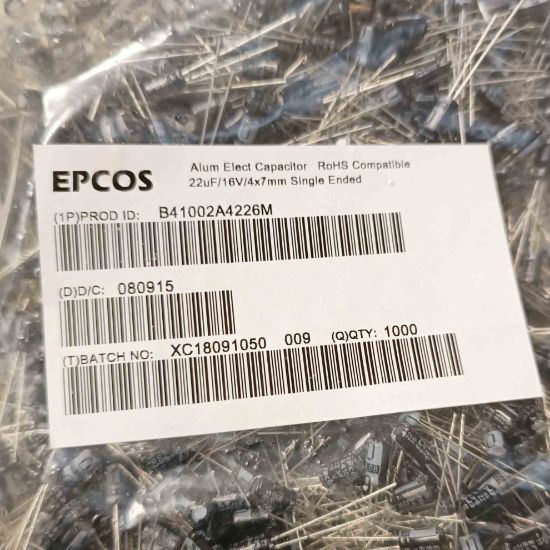 EPCOS
Alum Elect Capacitor RoHS Compatible
22uF/16V/4x7mm Single Ended
(1P)PROD ID: B41002A4226M
(D)D/C: 080915
(T)BATCH NO: XC18091050 009 (Q)QTY: 1000